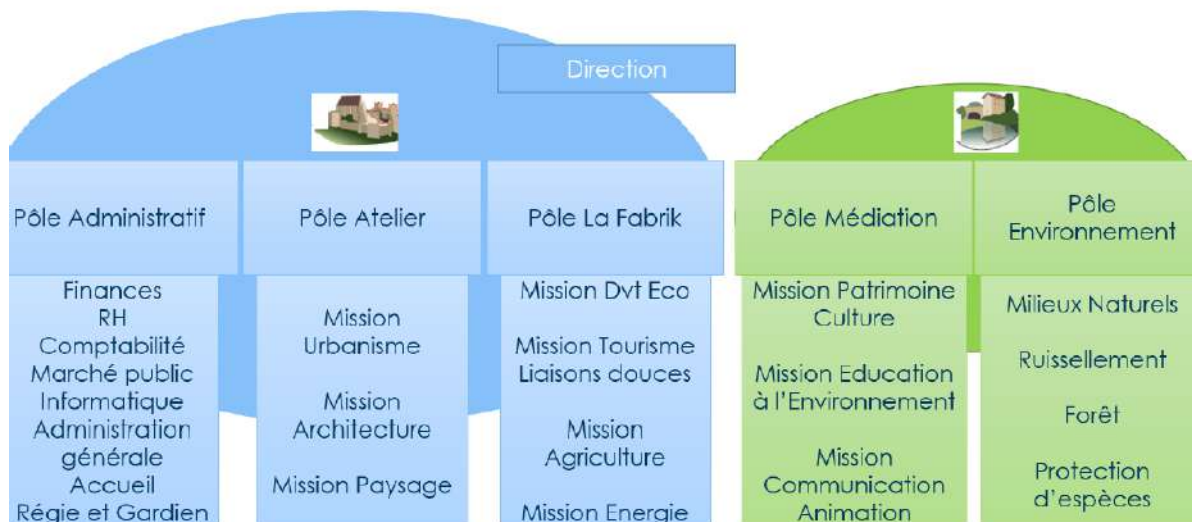 Direction
Pôle Administratif
Pôle Atelier
Pôle La Fabrik
Pôle Médiation
Pôle
Environnement
Finances
RH
Comptabilité
Marché public
Informatique
Administration
générale
Accueil
Régie et Gardien
Mission
Urbanisme
Mission
Architecture
Mission Paysage
Mission Dvt Eco
Mission Tourisme
Liaisons douces
Mission
Agriculture
Mission Energie
Mission Patrimoine
Culture
Mission Education
à l'Environnement
Mission
Communication
Animation
Milieux Naturels
Ruissellement
Forêt
Protection
d'espèces